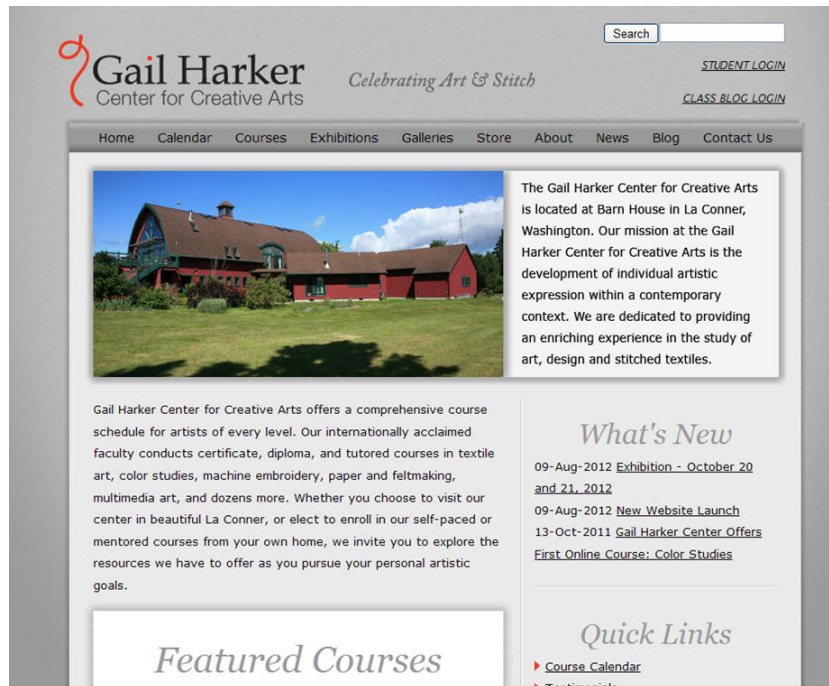 Search
STUDENT LOGIN
Gail Harker
Center for Creative Arts
Celebrating Art & Stitch
CLASS BLOG LOGIN
Home Calendar Courses Exhibitions Galleries Store About News Blog Contact Us
The Gail Harker Center for Creative Arts
is located at Barn House in La Conner,
Washington. Our mission at the Gail
Harker Center for Creative Arts is the
development of individual artistic
expression within a contemporary
context. We are dedicated to providing
an enriching experience in the study of
art, design and stitched textiles.
Gail Harker Center for Creative Arts offers a comprehensive course
schedule for artists of every level. Our internationally acclaimed
faculty conducts certificate, diploma, and tutored courses in textile
art, color studies, machine embroidery, paper and feltmaking,
multimedia art, and dozens more. Whether you choose to visit our
center in beautiful La Conner, or elect to enroll in our self-paced or
mentored courses from your own home, we invite you to explore the
resources we have to offer as you pursue your personal artistic
goals.
Featured Courses
What's New
09-Aug-2012 Exhibition - October 20
and 21, 2012
09-Aug-2012 New Website Launch
13-Oct-2011 Gail Harker Center Offers
First Online Course: Color Studies
Quick Links
Course Calendar